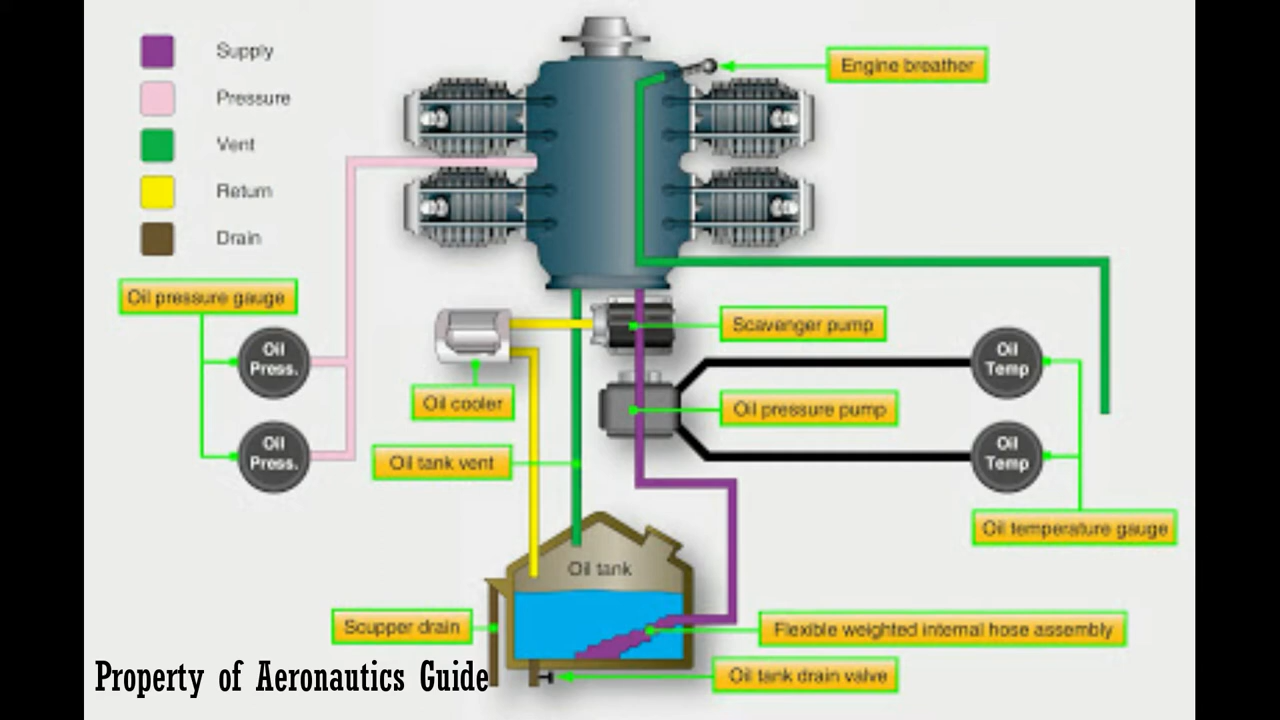 Supply
Pressure
Vent
Return
Drain
Engine breather
Oil pressure gauge
Oil
Press.
Oil
Press.
Scavenger pump
Oil
Temp
Oil
Temp
Oil cooler
Oil pressure pump
Oil tank vent
Oil temperature gauge
Oil tank
Scupper drain
Flexible weighted internal hose assembly
Oil tank drain valve
Property of Aeronautics Guide